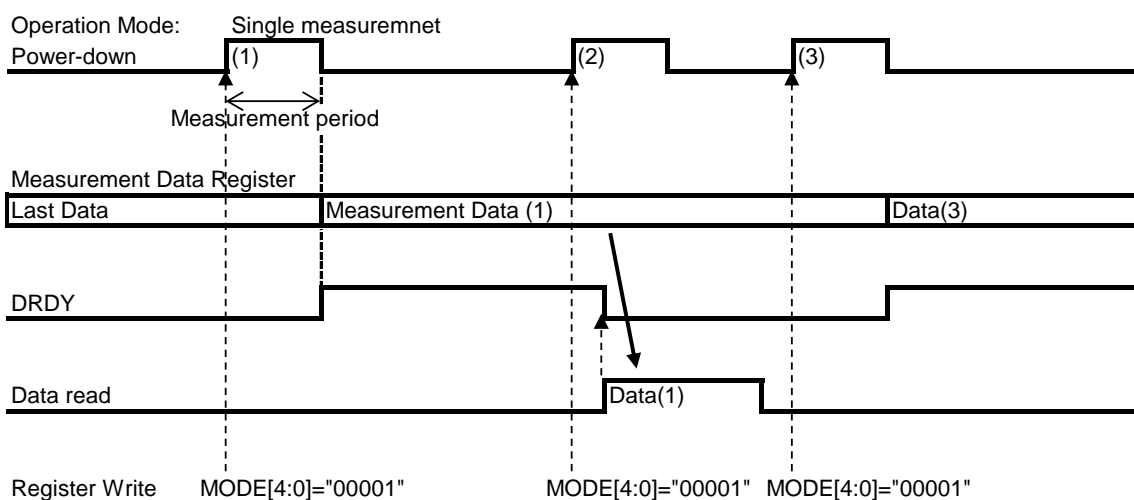 Operation Mode: Single measuremnet
Power-down (1) (2) (3)
Measurement period
Measurement Data Register
Last Data Measurement Data (1) Data(3)
DRDY
Data read Data(1)
Register Write MODE[4:0]="00001" MODE[4:0]="00001" MODE[4:0]="00001"